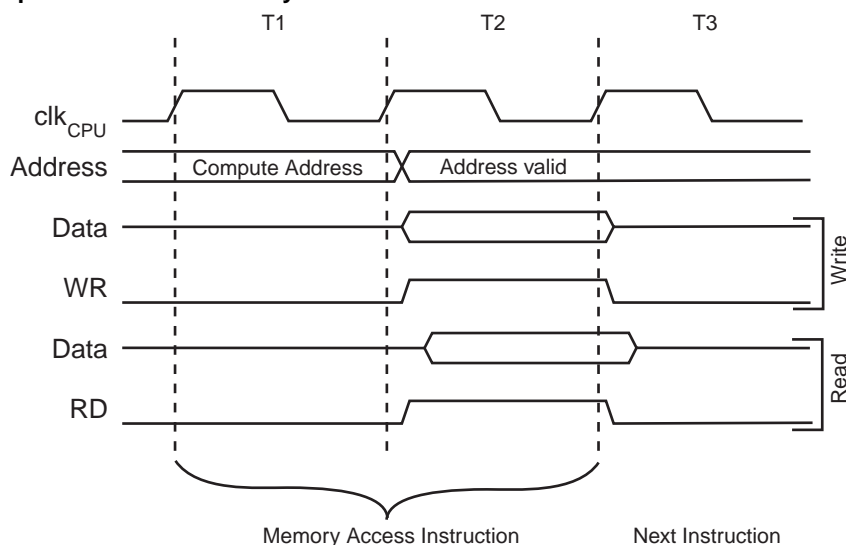 T1 T2 T3
clkCPU
Address Compute Address Address valid
Data
WR
Write
Data
RD
Read
Memory Access Instruction Next Instruction